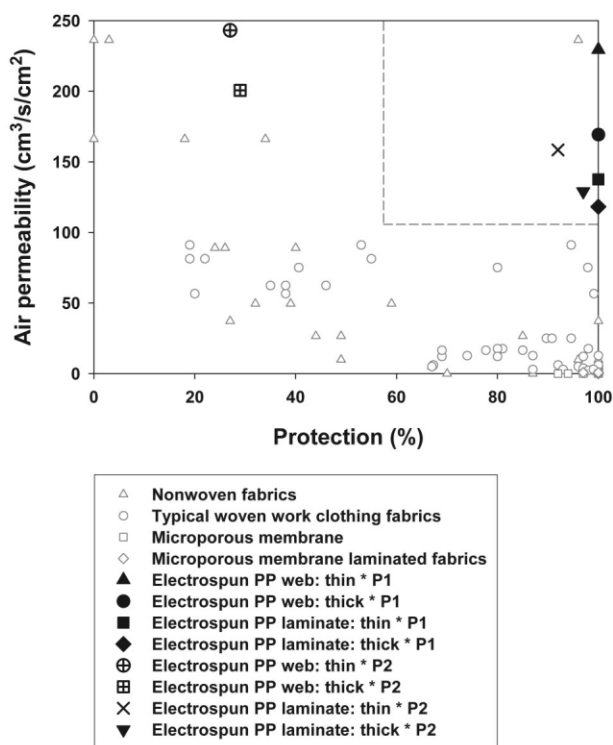 250
200
150
100
50
0
Air permeability (cm³/s/cm²)
0 20 40 60 80 100
Protection (%)
Nonwoven fabrics
Typical woven work clothing fabrics
Microporous membrane
Microporous membrane laminated fabrics
Electrospun PP web: thin * P1
Electrospun PP web: thick * P1
Electrospun PP laminate: thin * P1
Electrospun PP laminate: thick * P1
Electrospun PP web: thin * P2
Electrospun PP web: thick * P2
Electrospun PP laminate: thin * P2
Electrospun PP laminate: thick * P2